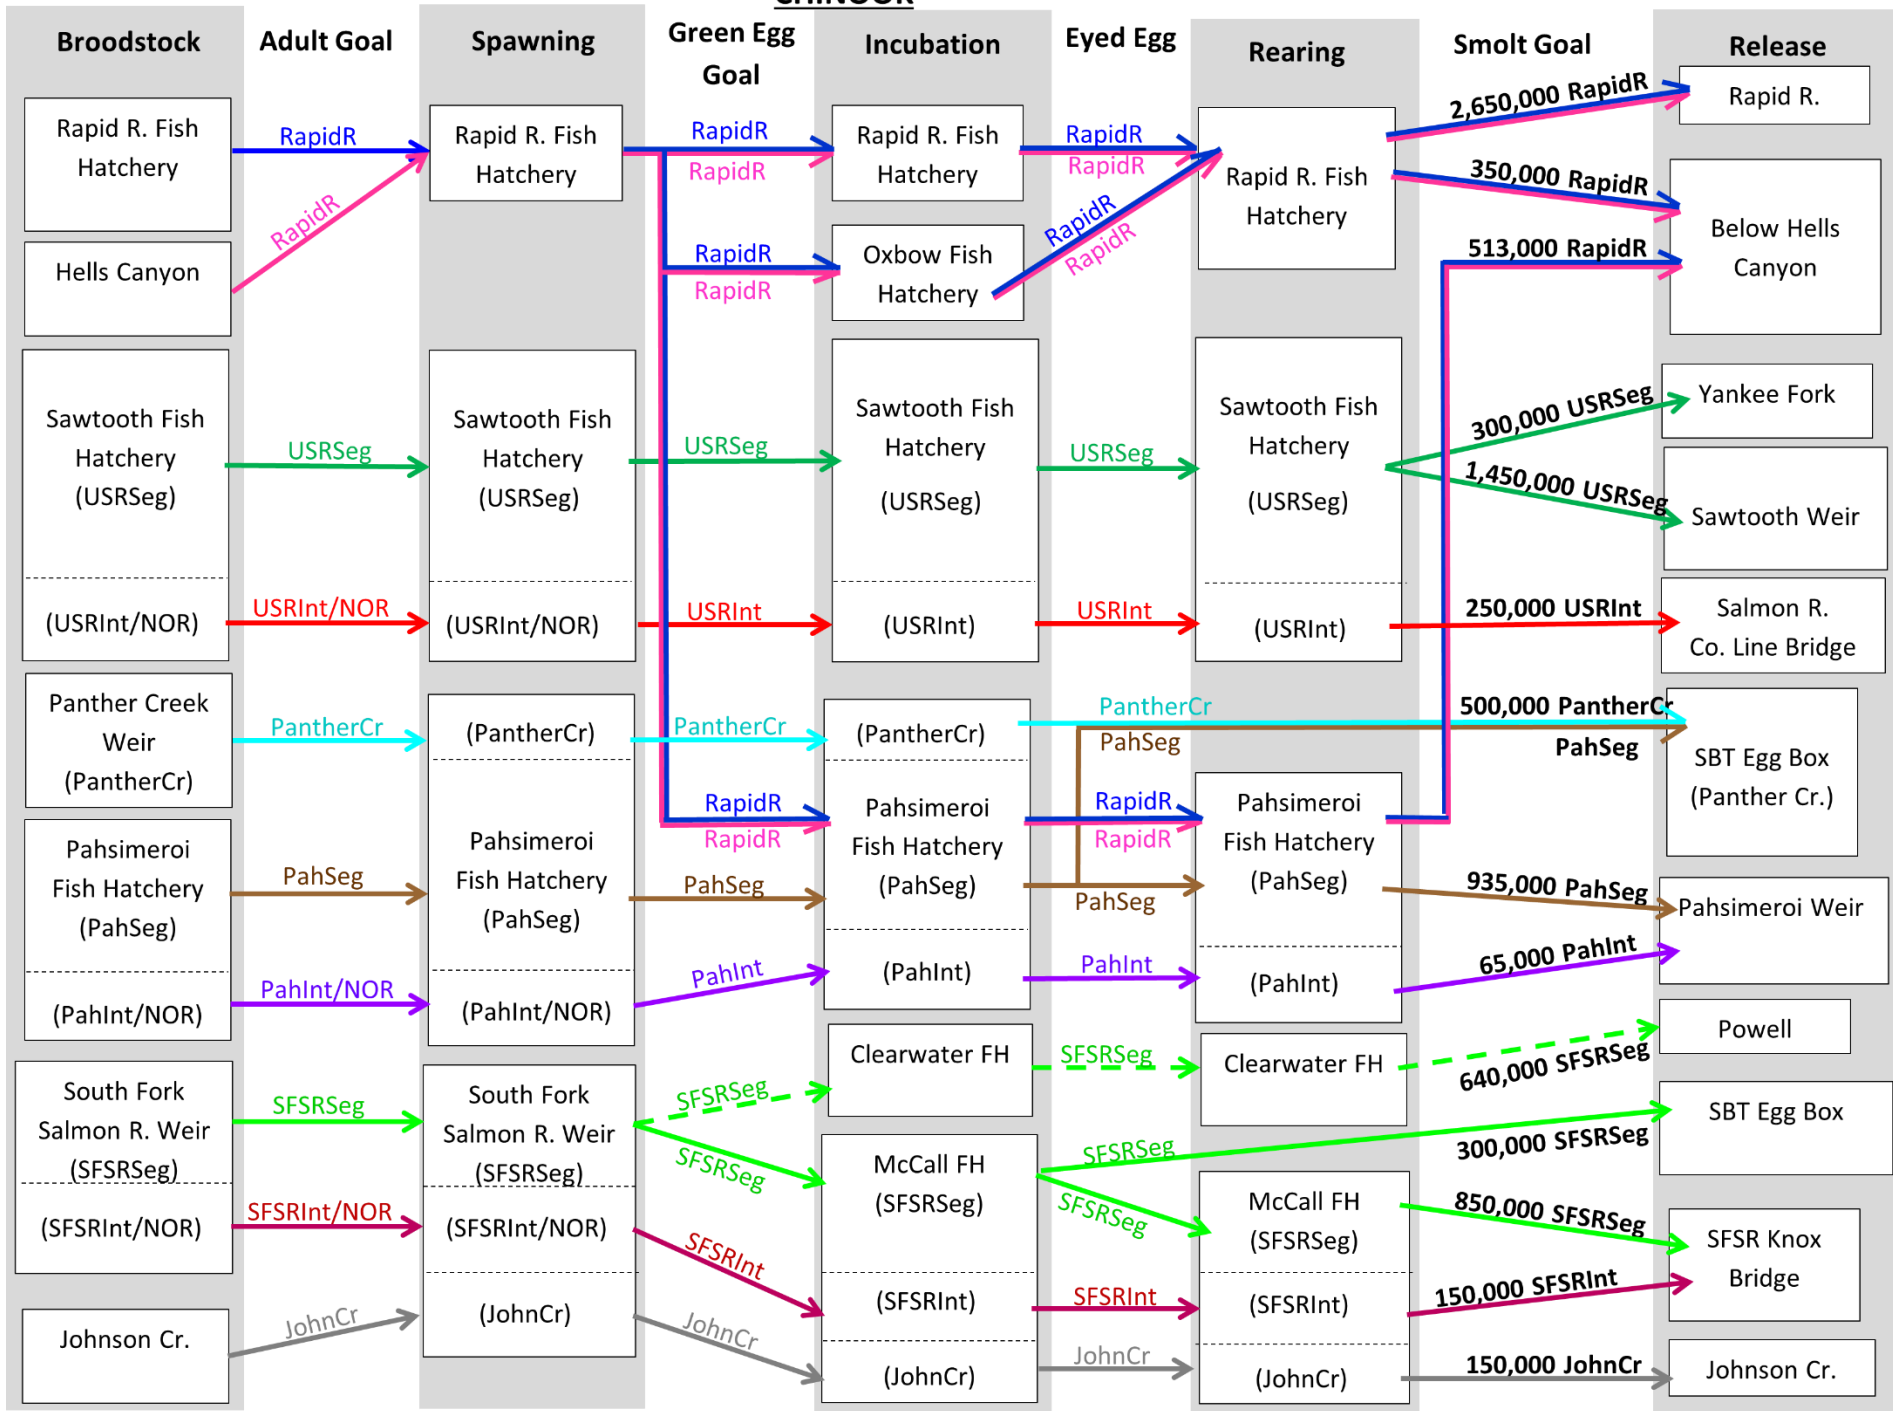 CHINOOK
Broodstock
Adult Goal
Spawning
Green Egg
Goal
Incubation
Eyed Egg
Rearing
Smolt Goal
Release
Rapid R. Fish
Hatchery
RapidR
Rapid R. Fish
Hatchery
RapidR
RapidR
Rapid R. Fish
Hatchery
RapidR
RapidR
Rapid R. Fish
Hatchery
2,650,000 RapidR
Rapid R.
350,000 RapidR
Hells Canyon
RapidR
RapidR
RapidR
Oxbow Fish
Hatchery
RapidR
RapidR
513,000 RapidR
Below Hells
Canyon
Sawtooth Fish
Hatchery
(USRSeg)
USRSeg
Sawtooth Fish
Hatchery
(USRSeg)
USRSeg
Sawtooth Fish
Hatchery
(USRSeg)
USRSeg
Sawtooth Fish
Hatchery
(USRSeg)
300,000 USRSeg
Yankee Fork
1,450,000 USRSeg
Sawtooth Weir
(USRInt/NOR)
USRInt/NOR
(USRInt/NOR)
USRInt
(USRInt)
USRInt
(USRInt)
250,000 USRInt
Salmon R.
Co. Line Bridge
Panther Creek
Weir
(PantherCr)
PantherCr
(PantherCr)
PantherCr
(PantherCr)
PantherCr
PahSeg
500,000 PantherCr
PahSeg
SBT Egg Box
(Panther Cr.)
RapidR
RapidR
RapidR
RapidR
Pahsimeroi
Fish Hatchery
(PahSeg)
PahSeg
Pahsimeroi
Fish Hatchery
(PahSeg)
PahSeg
Pahsimeroi
Fish Hatchery
(PahSeg)
PahSeg
Pahsimeroi
Fish Hatchery
(PahSeg)
935,000 PahSeg
Pahsimeroi Weir
(PahInt/NOR)
PahInt/NOR
(PahInt/NOR)
PahInt
(PahInt)
PahInt
(PahInt)
65,000 PahInt
Clearwater FH
SFSRSeg
Clearwater FH
640,000 SFSRSeg
Powell
South Fork
Salmon R. Weir
(SFSRSeg)
SFSRSeg
South Fork
Salmon R. Weir
(SFSRSeg)
SFSRSeg
SFSRSeg
McCall FH
(SFSRSeg)
SFSRSeg
SFSRSeg
300,000 SFSRSeg
SBT Egg Box
McCall FH
(SFSRSeg)
850,000 SFSRSeg
SFSR Knox
Bridge
(SFSRInt/NOR)
SFSRInt/NOR
(SFSRInt/NOR)
SFSRInt
(SFSRInt)
SFSRInt
(SFSRInt)
150,000 SFSRInt
Johnson Cr.
JohnCr
(JohnCr)
JohnCr
(JohnCr)
JohnCr
(JohnCr)
150,000 JohnCr
Johnson Cr.